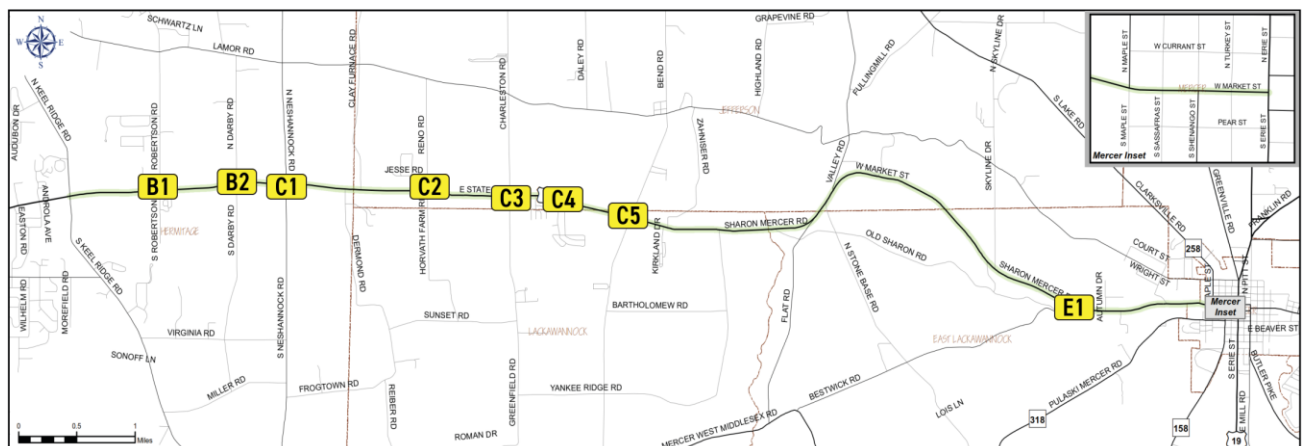 SCHWARTZ LN
LAMOR RD
N
W
E
S
AUDUBON DR
N KEEL RIDGE RD
ROBERTSON RD
N DARBY RD
N NESHANNOCK RD
CLAY FURNACE RD
RENO RD
CHARLESTON RD
DALEY RD
BEND RD
GRAPEVINE RD
HIGHLAND RD
FULLINGMILL RD
N SKYLINE DR
JEFFERSON
ZAHNISER RD
VALLEY RD
SKYLINE DR
S LAKE RD
N MAPLE ST
W CURRANT ST
N TURKEY ST
N ERIE ST
MERCER
W MARKET ST
S MAPLE ST
S SASSAFRAS ST
S SHENANGO ST
PEAR ST
S ERIE ST
Mercer Inset
JESSE RD
E STATE
W MARKET ST
B1
B2
C1
C2
C3
C4
C5
E1
ANDROLA AVE
EASTON RD
WILHELM RD
MOREFIELD RD
S KEEL RIDGE RD
S ROBERTSON RD
HERMITAGE
S DARBY RD
S NESHANNOCK RD
DERMOND RD
HORVATH FARM RD
KIRKLAND DR
SHARON MERCER RD
OLD SHARON RD
N STONE BASE RD
FLAT RD
SHARON MERCER R
AUTUMN DR
COURT ST
WRIGHT ST
CLARKSVILLE RD
GREENVILLE RD
FRANKLIN RD
258
N PITT S
Mercer
Inset
E BEAVER ST
S ERIE ST
BUTLER PIKE
E MILL RD
VIRGINIA RD
SONOFF LN
MILLER RD
FROGTOWN RD
SUNSET RD
REIBER RD
GREENFIELD RD
LACKAWANNOCK
BARTHOLOMEW RD
YANKEE RIDGE RD
ROMAN DR
MERCER WEST MIDDLESEX RD
BESTWICK RD
EAST LACKAWANNOCK
LOIS LN
PULASKI MERCER RD
318
158
19
0 0.5 1
Miles